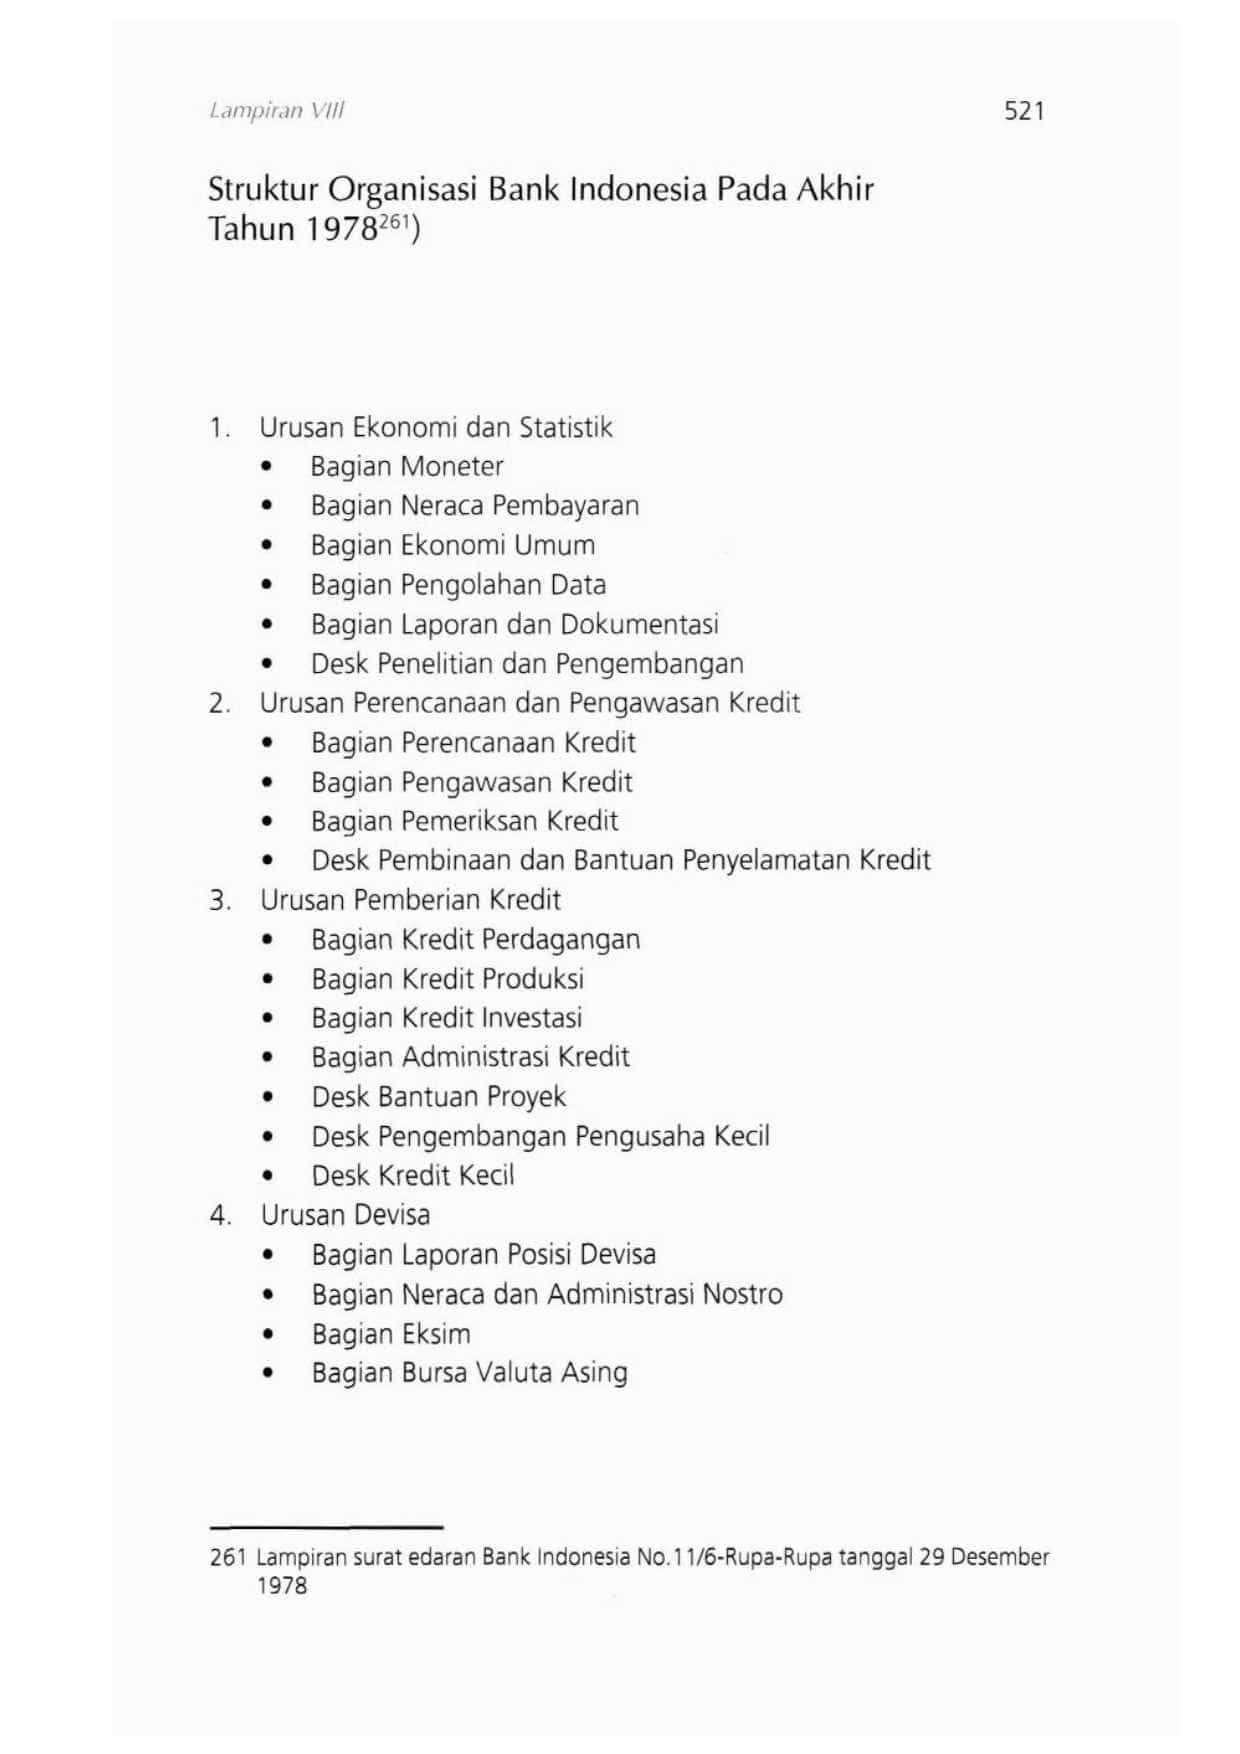 Lampiran VIII
521
Struktur Organisasi Bank Indonesia Pada Akhir
Tahun 1978²⁶¹)
1. Urusan Ekonomi dan Statistik
• Bagian Moneter
• Bagian Neraca Pembayaran
• Bagian Ekonomi Umum
• Bagian Pengolahan Data
• Bagian Laporan dan Dokumentasi
• Desk Penelitian dan Pengembangan
2. Urusan Perencanaan dan Pengawasan Kredit
• Bagian Perencanaan Kredit
• Bagian Pengawasan Kredit
• Bagian Pemeriksan Kredit
• Desk Pembinaan dan Bantuan Penyelamatan Kredit
3. Urusan Pemberian Kredit
• Bagian Kredit Perdagangan
• Bagian Kredit Produksi
• Bagian Kredit Investasi
• Bagian Administrasi Kredit
• Desk Bantuan Proyek
• Desk Pengembangan Pengusaha Kecil
• Desk Kredit Kecil
4. Urusan Devisa
• Bagian Laporan Posisi Devisa
• Bagian Neraca dan Administrasi Nostro
• Bagian Eksim
• Bagian Bursa Valuta Asing
261 Lampiran surat edaran Bank Indonesia No.11/6-Rupa-Rupa tanggal 29 Desember
1978